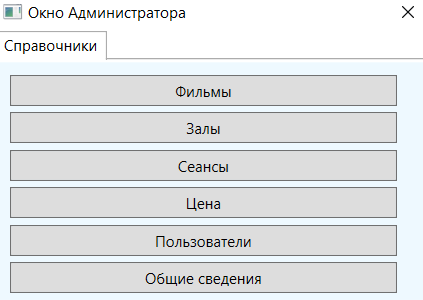 Окно Администратора
Справочники
Фильмы
Залы
Сеансы
Цена
Пользователи
Общие сведения